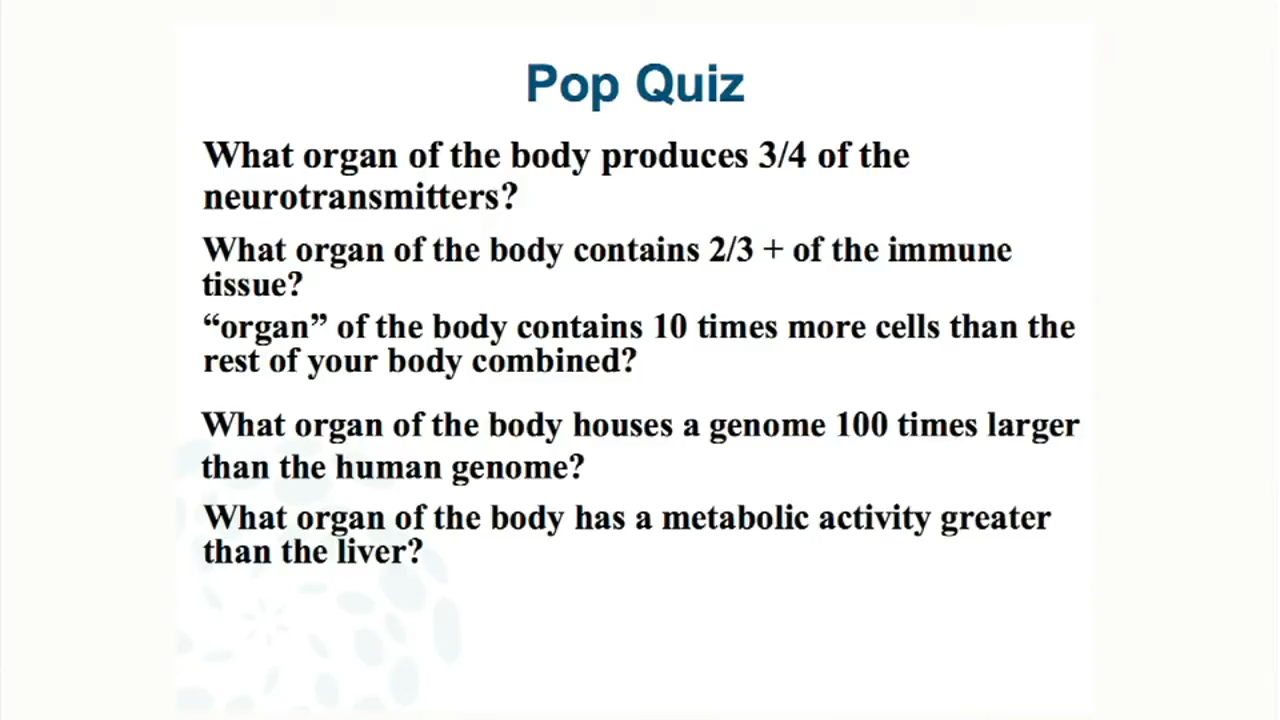 Pop Quiz
What organ of the body produces 3/4 of the
neurotransmitters?
What organ of the body contains 2/3 + of the immune
tissue?
“organ” of the body contains 10 times more cells than the
rest of your body combined?
What organ of the body houses a genome 100 times larger
than the human genome?
What organ of the body has a metabolic activity greater
than the liver?